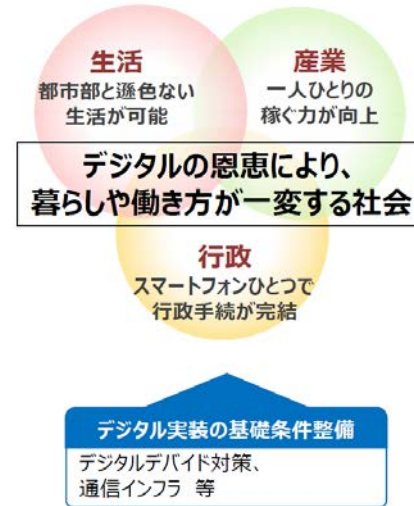 生活
都市部と遜色ない
生活が可能
産業
一人ひとりの
稼ぐ力が向上
デジタルの恩恵により、
暮らしや働き方が一変する社会
行政
スマートフォンひとつで
行政手続が完結
デジタル実装の基礎条件整備
デジタルデバイド対策、
通信インフラ 等